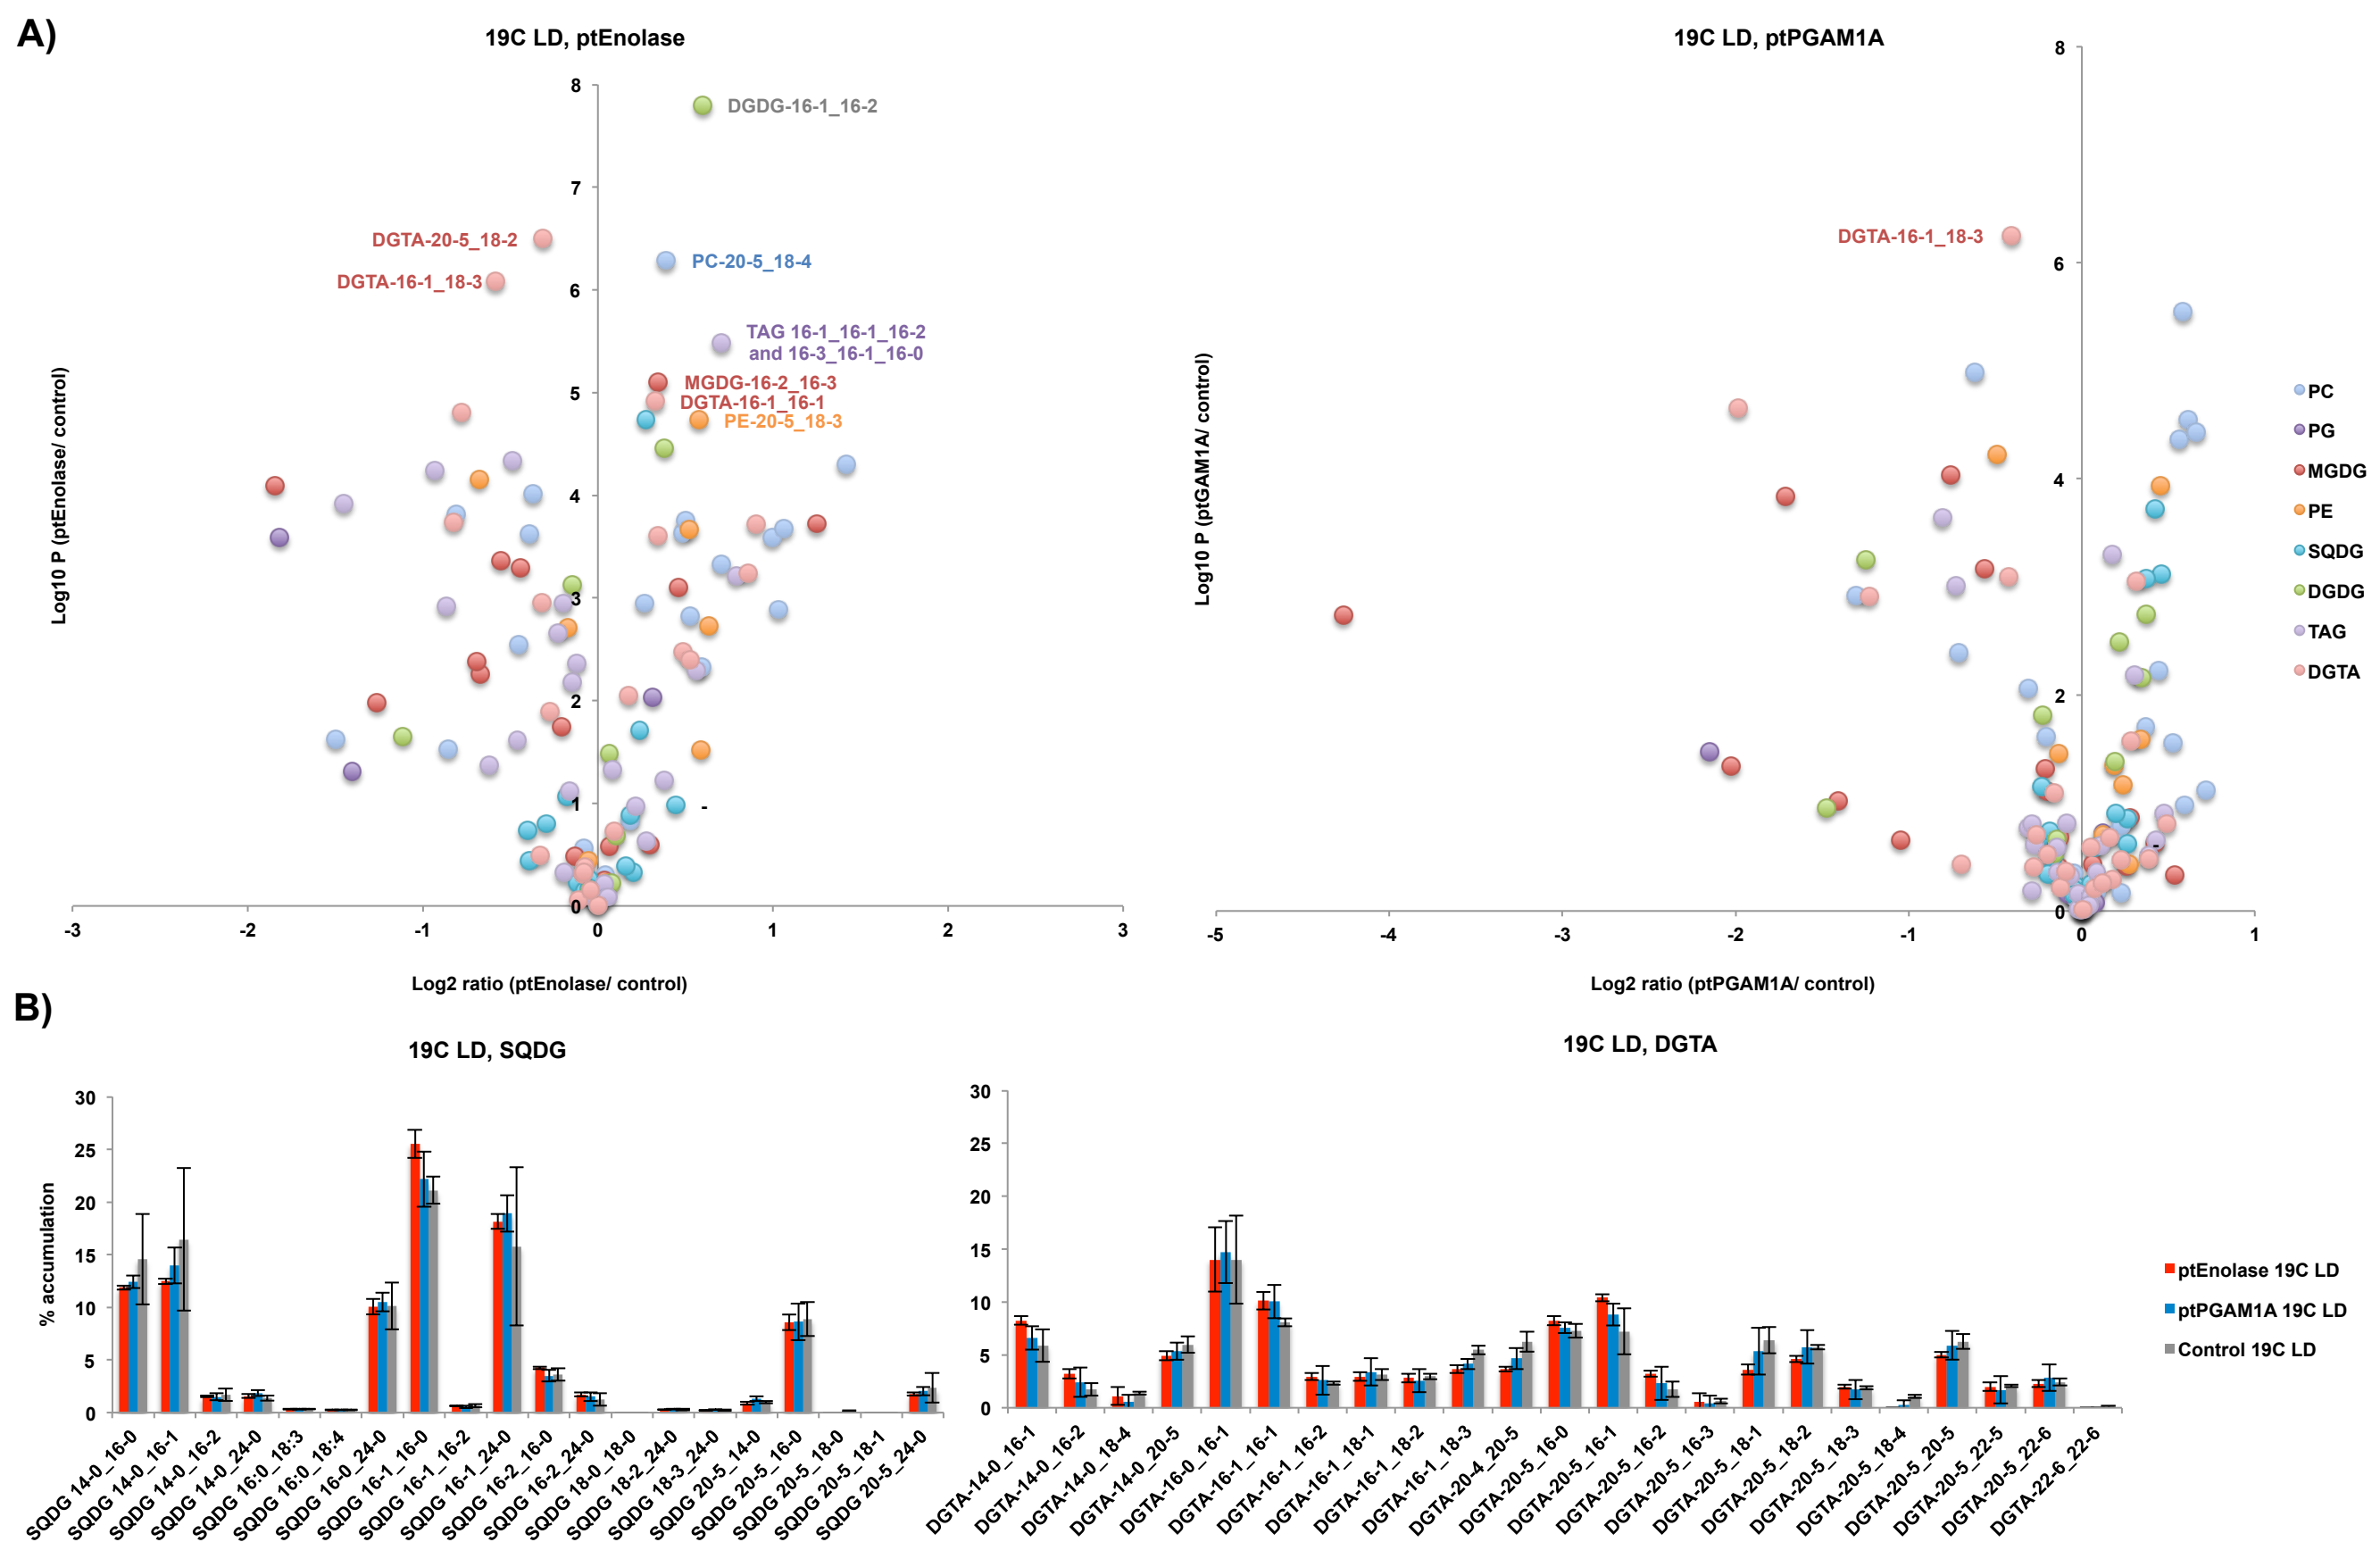 A)
19C LD, ptEnolase
8
7
6
5
4
3
2
1
0
-3
-2
-1
0
1
2
3
DGDG-16-1_16-2
DGTA-20-5_18-2
PC-20-5_18-4
DGTA-16-1_18-3
TAG 16-1_16-1_16-2
and 16-3_16-1_16-0
MGDG-16-2_16-3
DGTA-16-1_16-1
PE-20-5_18-3
-
Log10 P (ptEnolase/ control)
Log2 ratio (ptEnolase/ control)
19C LD, ptPGAM1A
8
6
4
2
0
-5
-4
-3
-2
-1
0
1
DGTA-16-1_18-3
-
Log10 P (ptGAM1A/ control)
Log2 ratio (ptPGAM1A/ control)
PC
PG
MGDG
PE
SQDG
DGDG
TAG
DGTA
B)
19C LD, SQDG
30
25
20
15
10
5
0
% accumulation
SQDG 14-0_16-0
SQDG 14-0_16-1
SQDG 14-0_16-2
SQDG 14-0_24-0
SQDG 16:0_18:3
SQDG 16:0_18:4
SQDG 16-0_24-0
SQDG 16-1_16-0
SQDG 16-1_16-2
SQDG 16-1_24-0
SQDG 16-2_16-0
SQDG 16-2_24-0
SQDG 18-0_18-0
SQDG 18-2_24-0
SQDG 18-3_24-0
SQDG 20-5_14-0
SQDG 20-5_16-0
SQDG 20-5_18-0
SQDG 20-5_18-1
SQDG 20-5_24-0
19C LD, DGTA
30
25
20
15
10
5
0
DGTA-14-0_16-1
DGTA-14-0_16-2
DGTA-14-0_18-4
DGTA-14-0_20-5
DGTA-16-0_16-1
DGTA-16-1_16-1
DGTA-16-1_16-2
DGTA-16-1_18-1
DGTA-16-1_18-2
DGTA-16-1_18-3
DGTA-20-4_20-5
DGTA-20-5_16-0
DGTA-20-5_16-1
DGTA-20-5_16-2
DGTA-20-5_16-3
DGTA-20-5_18-1
DGTA-20-5_18-2
DGTA-20-5_18-3
DGTA-20-5_18-4
DGTA-20-5_20-5
DGTA-20-5_22-5
DGTA-20-5_22-6
DGTA-22-6_22-6
ptEnolase 19C LD
ptPGAM1A 19C LD
Control 19C LD